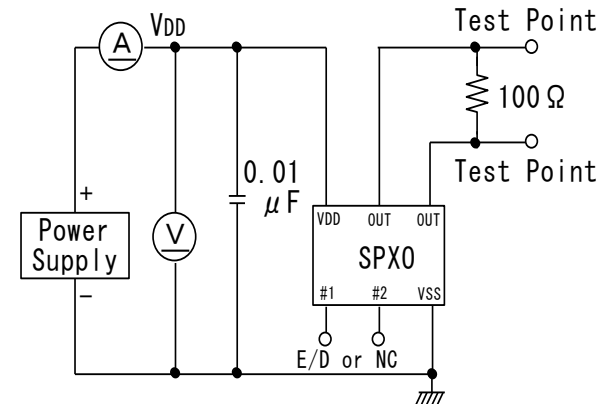 Test Point
VDD
A
100Ω
0.01
μF
Test Point
+
Power
Supply
−
V
VDD OUT OUT
SPXO
#1 #2 VSS
E/D or NC